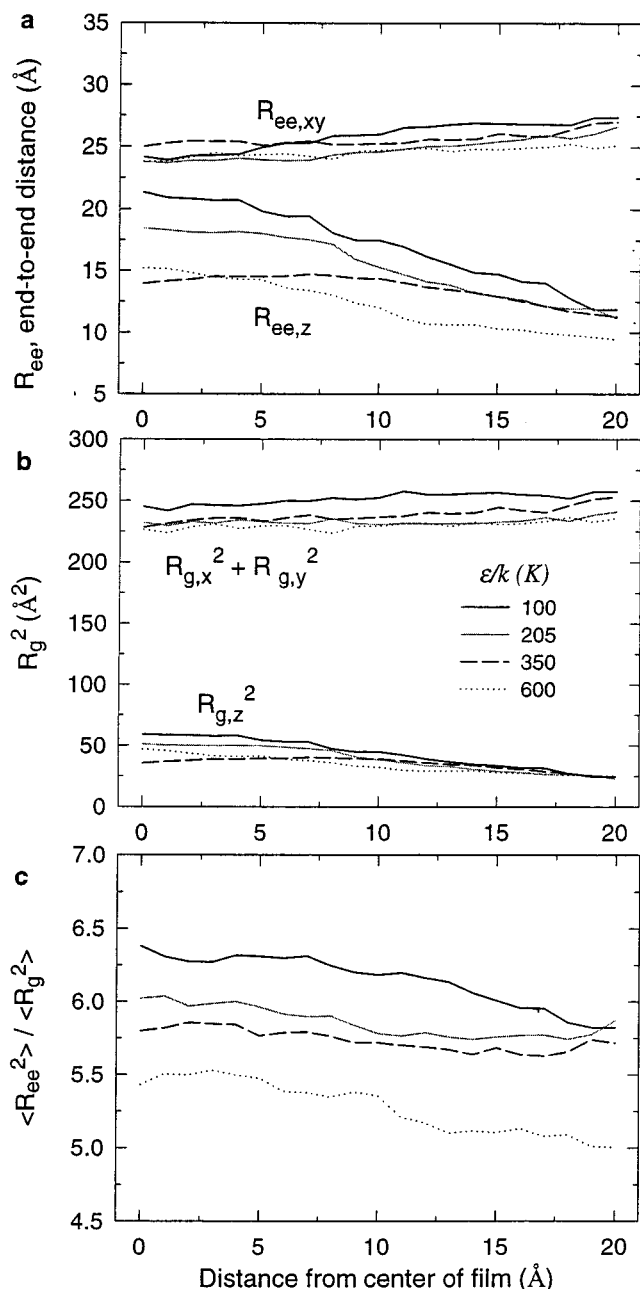 a
R_ee, end-to-end distance (Å)
35
30
25
20
15
10
5
R_ee,xy
R_ee,z
0 5 10 15 20
b
R_g^2 (Å^2)
300
250
200
150
100
50
0
R_g,x^2 + R_g,y^2
ε/k (K)
100
205
350
600
R_g,z^2
0 5 10 15 20
c
<R_ee^2> / <R_g^2>
7.0
6.5
6.0
5.5
5.0
4.5
0 5 10 15 20
Distance from center of film (Å)